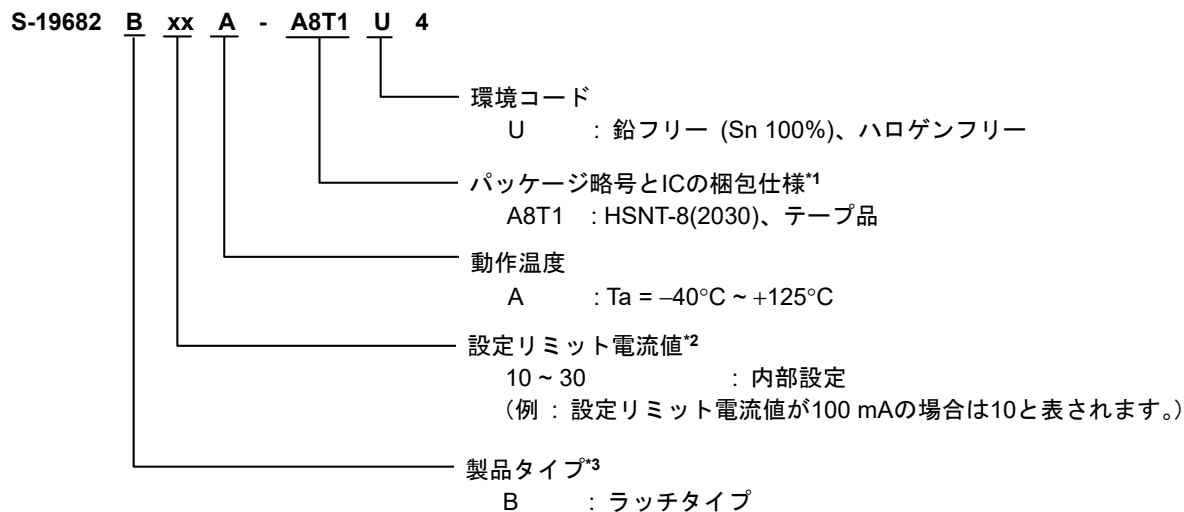 S-19682 B xx A - A8T1 U 4
環境コード
U : 鉛フリー (Sn 100%)、ハロゲンフリー
パッケージ略号とICの梱包仕様*1
A8T1 : HSNT-8(2030)、テープ品
動作温度
A : Ta = −40°C ~ +125°C
設定リミット電流値*2
10 ~ 30 : 内部設定
(例 : 設定リミット電流値が100 mAの場合は10と表されます。)
製品タイプ*3
B : ラッチタイプ